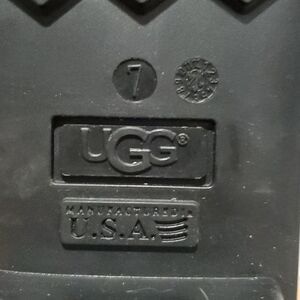 7
UGG®
MANUFACTURED IN
U.S.A.